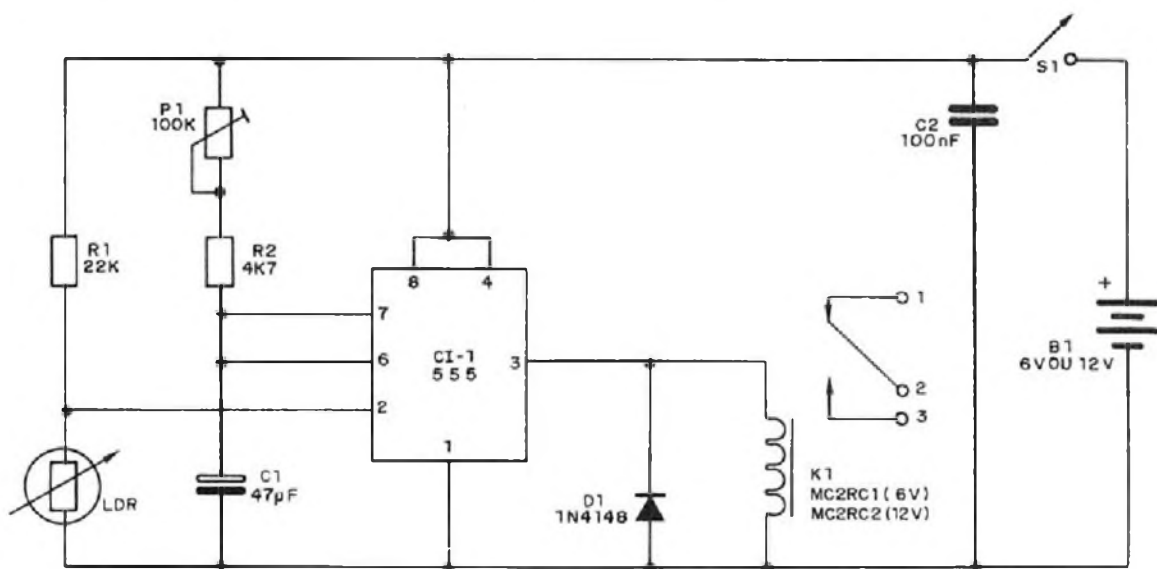 S1
P1
100K
C2
100nF
R1
22K
R2
4K7
8
4
7
6
2
CI-1
555
3
1
1
2
3
+
B1
6V OU 12V
LDR
C1
47µF
D1
1N4148
K1
MC2RC1 (6V)
MC2RC2 (12V)